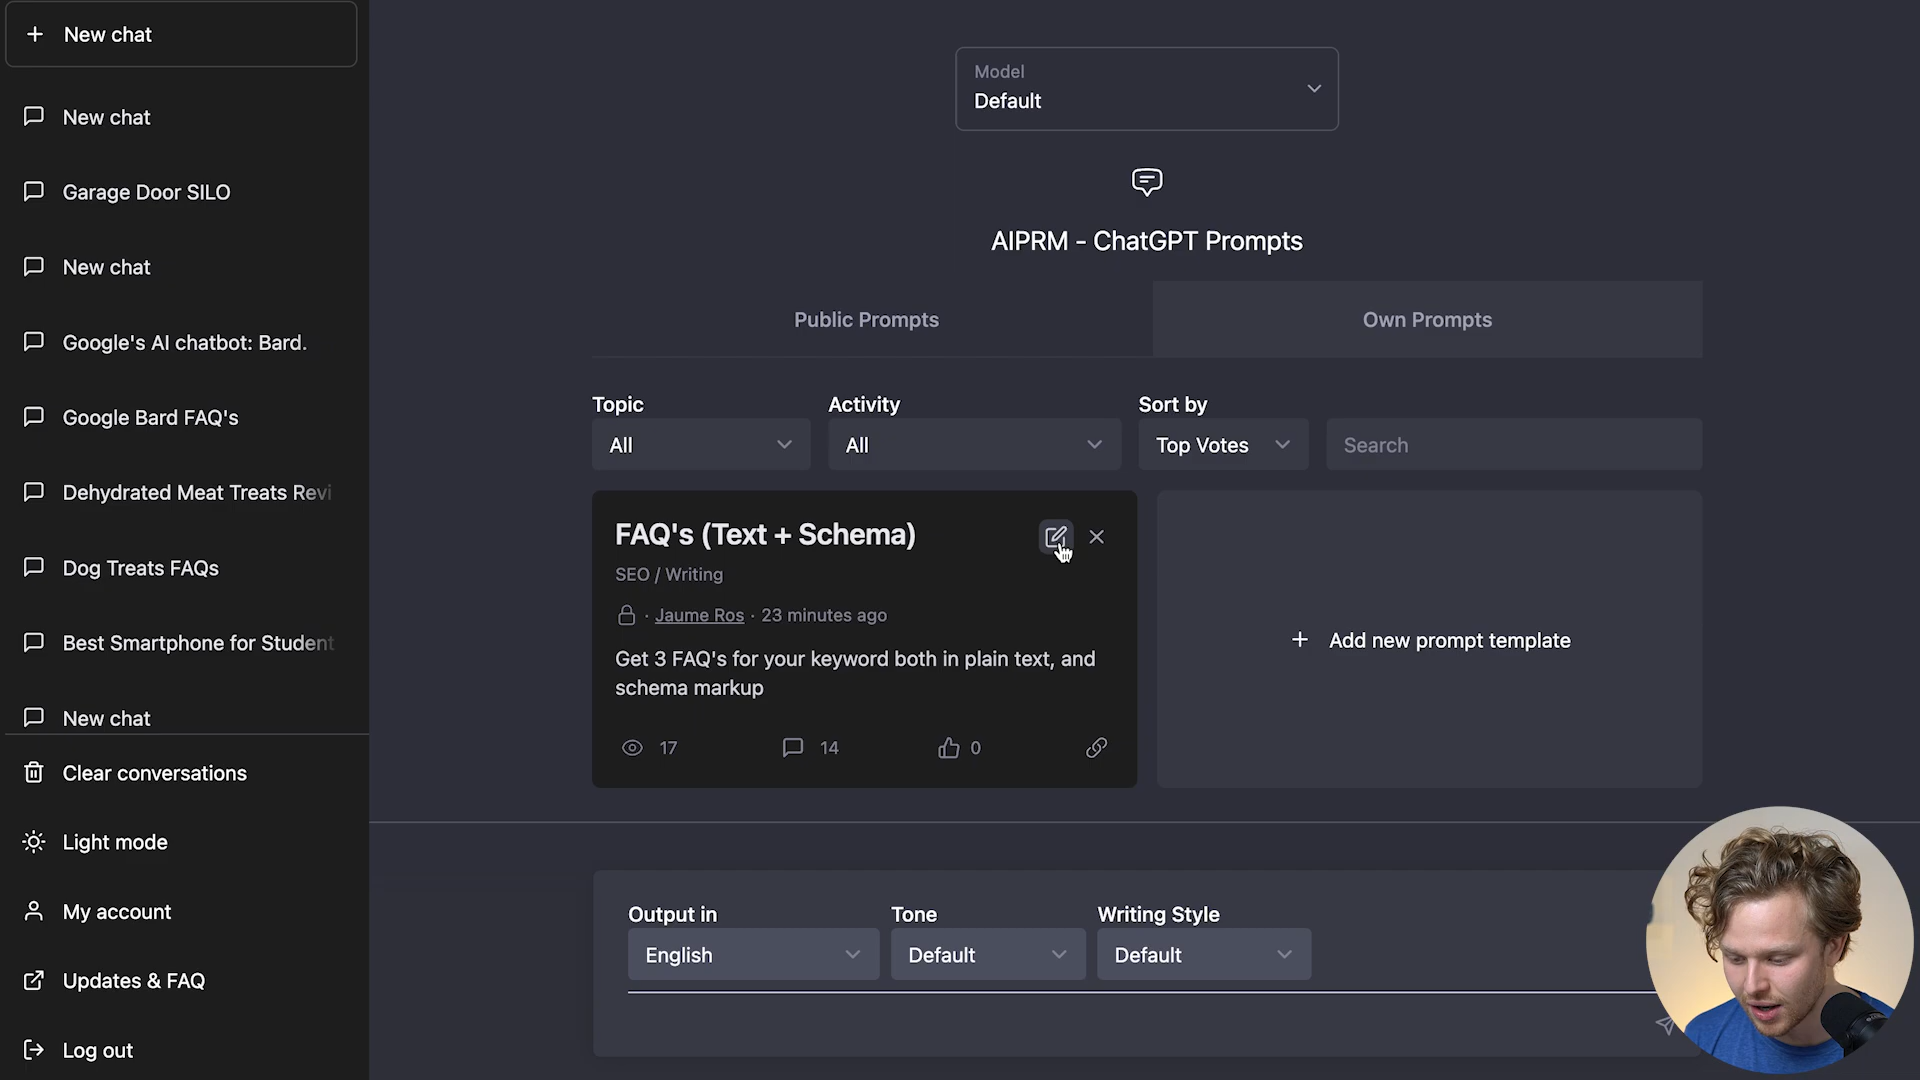 New chat
New chat
Garage Door SILO
New chat
Google's AI chatbot: Bard.
Google Bard FAQ's
Dehydrated Meat Treats Revi
Dog Treats FAQs
Best Smartphone for Student
New chat
Clear conversations
Light mode
My account
Updates & FAQ
Log out
Model
Default
AIPRM - ChatGPT Prompts
Public Prompts
Own Prompts
Topic
All
Activity
All
Sort by
Top Votes
Search
FAQ's (Text + Schema)
SEO / Writing
· Jaume Ros · 23 minutes ago
Get 3 FAQ's for your keyword both in plain text, and
schema markup
17
14
0
+ Add new prompt template
Output in
English
Tone
Default
Writing Style
Default